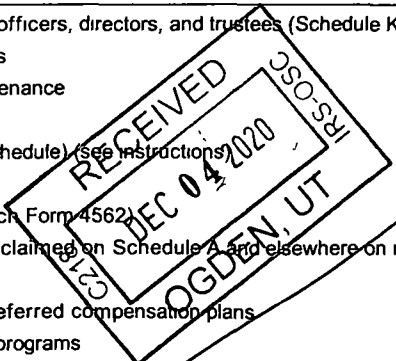 officers, directors, and trustees (Schedule K
s
enance
hedule) (see instructions)
ch Form 4562)
claimed on Schedule A and elsewhere on r
eferred compensation plans
programs
RECEIVED
DEC 04 2020
OGDEN, UT
C218
IRS-OSC